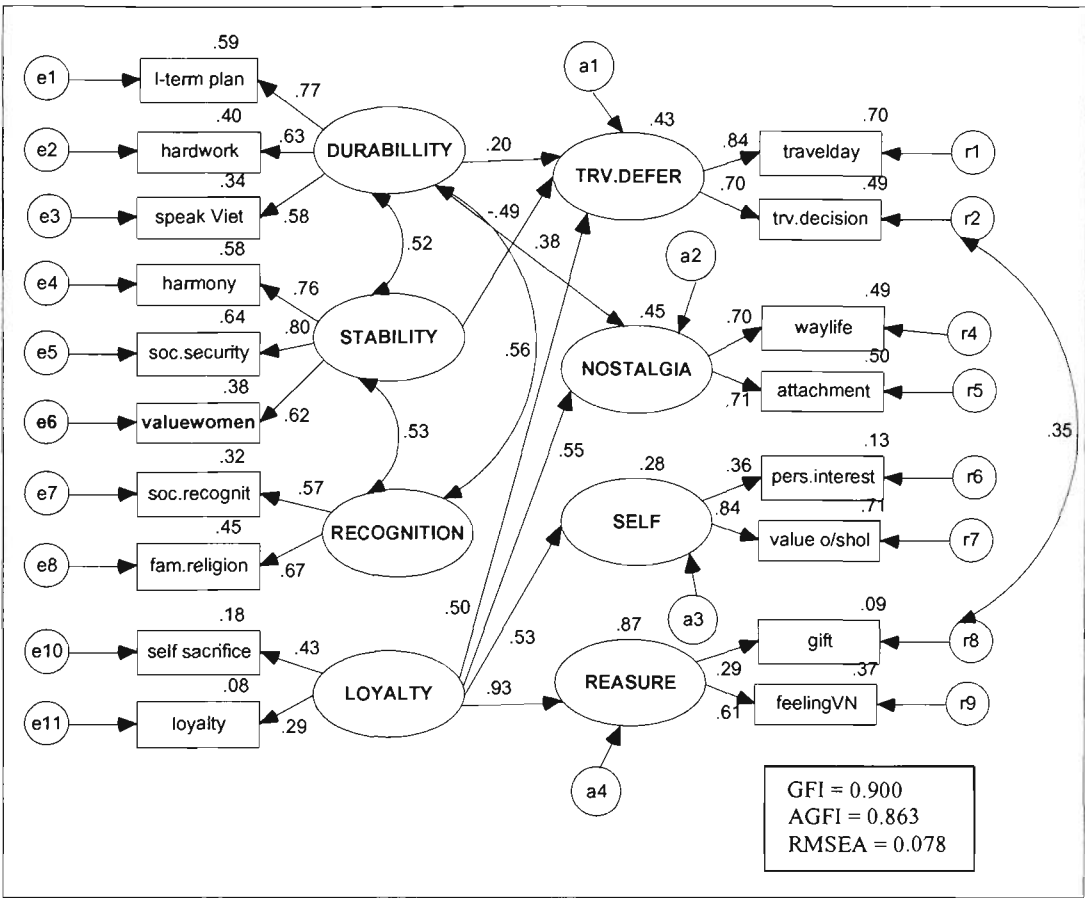 .59
e1
l-term plan
.77
.40
e2
hardwork
.63
.34
e3
speak Viet
.58
DURABILLITY
.58
e4
harmony
.76
.64
e5
soc.security
.80
.38
e6
valuewomen
.62
STABILITY
.32
e7
soc.recognit
.57
.45
e8
fam.religion
.67
RECOGNITION
.18
e10
self sacrifice
.43
.08
e11
loyalty
.29
LOYALTY
.52
.53
.56
.20
-.49
.38
.55
.50
.53
.93
a1
.43
TRV.DEFER
.84
.70
travelday
r1
.70
.49
trv.decision
r2
a2
.45
NOSTALGIA
.70
.49
waylife
r4
.71
.50
attachment
r5
.28
SELF
a3
.36
.13
pers.interest
r6
.84
.71
value o/shol
r7
.87
REASURE
a4
.29
.09
gift
r8
.61
.37
feelingVN
r9
.35
GFI = 0.900
AGFI = 0.863
RMSEA = 0.078